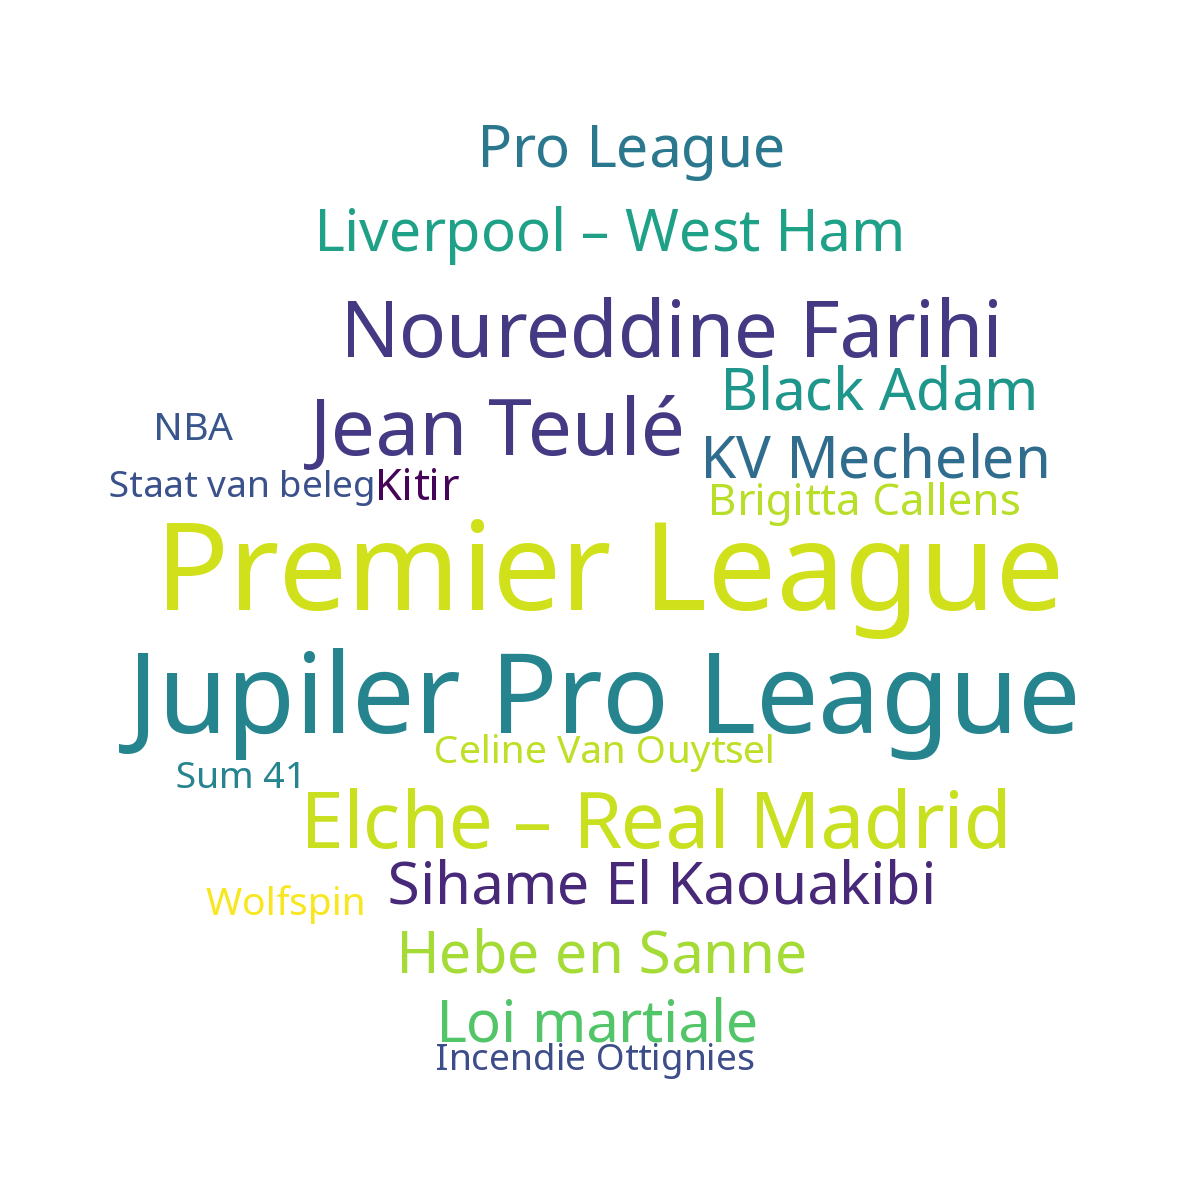 Pro League
Liverpool – West Ham
Noureddine Farihi
Black Adam
Jean Teulé
NBA
KV Mechelen
Staat van beleg
Kitir
Brigitta Callens
Premier League
Jupiler Pro League
Celine Van Ouytsel
Sum 41
Elche – Real Madrid
Sihame El Kaouakibi
Wolfspin
Hebe en Sanne
Loi martiale
Incendie Ottignies